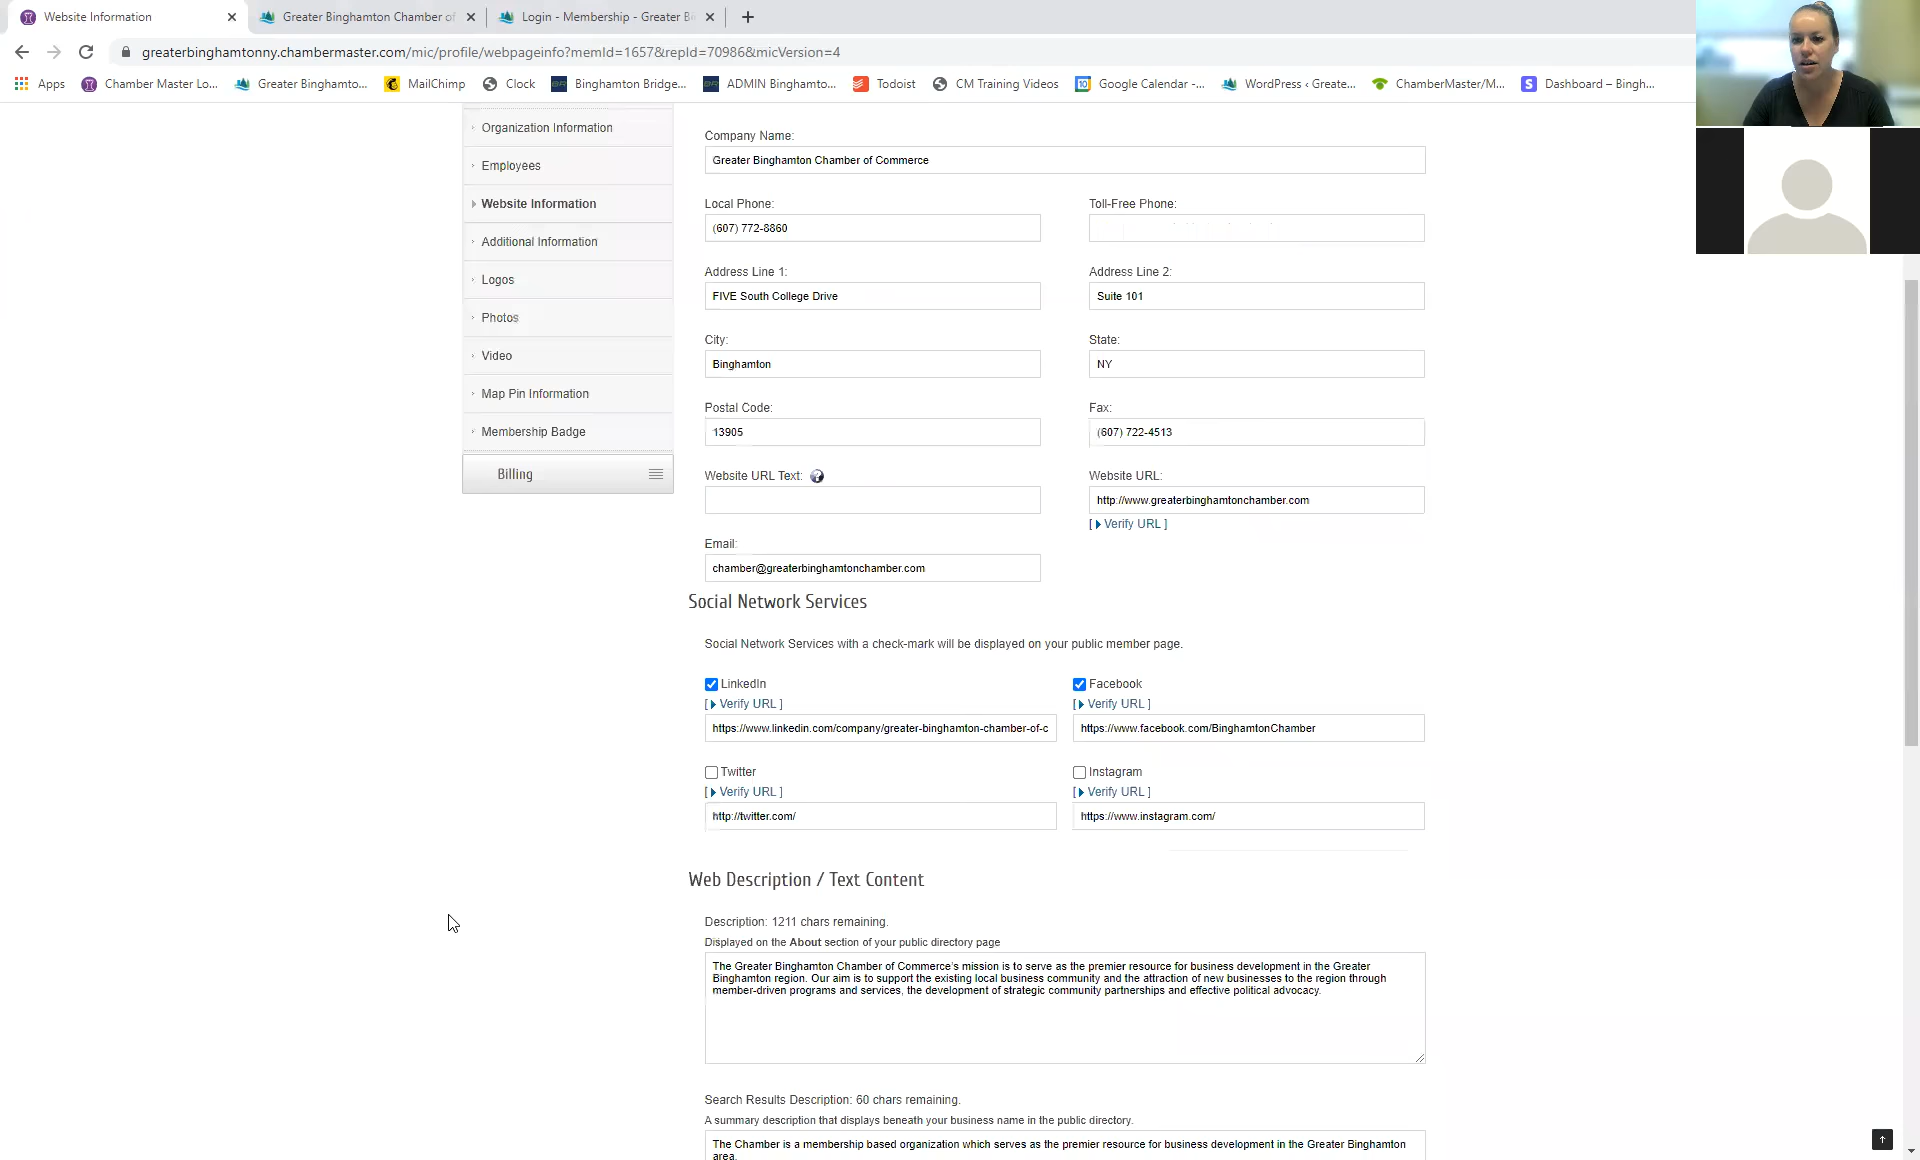 Website Information
Greater Binghamton Chamber of
Login - Membership - Greater Bi
greaterbinghamtonny.chambermaster.com/mic/profile/webpageinfo?memId=1657&repId=70986&micVersion=4
Apps
Chamber Master Lo...
Greater Binghamto...
MailChimp
Clock
Binghamton Bridge...
ADMIN Binghamto...
Todoist
CM Training Videos
Google Calendar -...
WordPress ‹ Greate...
ChamberMaster/M...
Dashboard – Bingh...
Organization Information
Employees
Website Information
Additional Information
Logos
Photos
Video
Map Pin Information
Membership Badge
Billing
Company Name:
Greater Binghamton Chamber of Commerce
Local Phone:
Toll-Free Phone:
(607) 772-8860
Address Line 1:
Address Line 2:
FIVE South College Drive
Suite 101
City:
State:
Binghamton
NY
Postal Code:
Fax:
13905
(607) 722-4513
Website URL Text:
Website URL:
http://www.greaterbinghamtonchamber.com
[ Verify URL ]
Email:
chamber@greaterbinghamtonchamber.com
Social Network Services
Social Network Services with a check-mark will be displayed on your public member page.
LinkedIn
Facebook
[ Verify URL ]
[ Verify URL ]
https://www.linkedin.com/company/greater-binghamton-chamber-of-c
https://www.facebook.com/BinghamtonChamber
Twitter
Instagram
[ Verify URL ]
[ Verify URL ]
http://twitter.com/
https://www.instagram.com/
Web Description / Text Content
Description: 1211 chars remaining.
Displayed on the About section of your public directory page
The Greater Binghamton Chamber of Commerce's mission is to serve as the premier resource for business development in the Greater
Binghamton region. Our aim is to support the existing local business community and the attraction of new businesses to the region through
member-driven programs and services, the development of strategic community partnerships and effective political advocacy.
Search Results Description: 60 chars remaining.
A summary description that displays beneath your business name in the public directory.
The Chamber is a membership based organization which serves as the premier resource for business development in the Greater Binghamton
area.